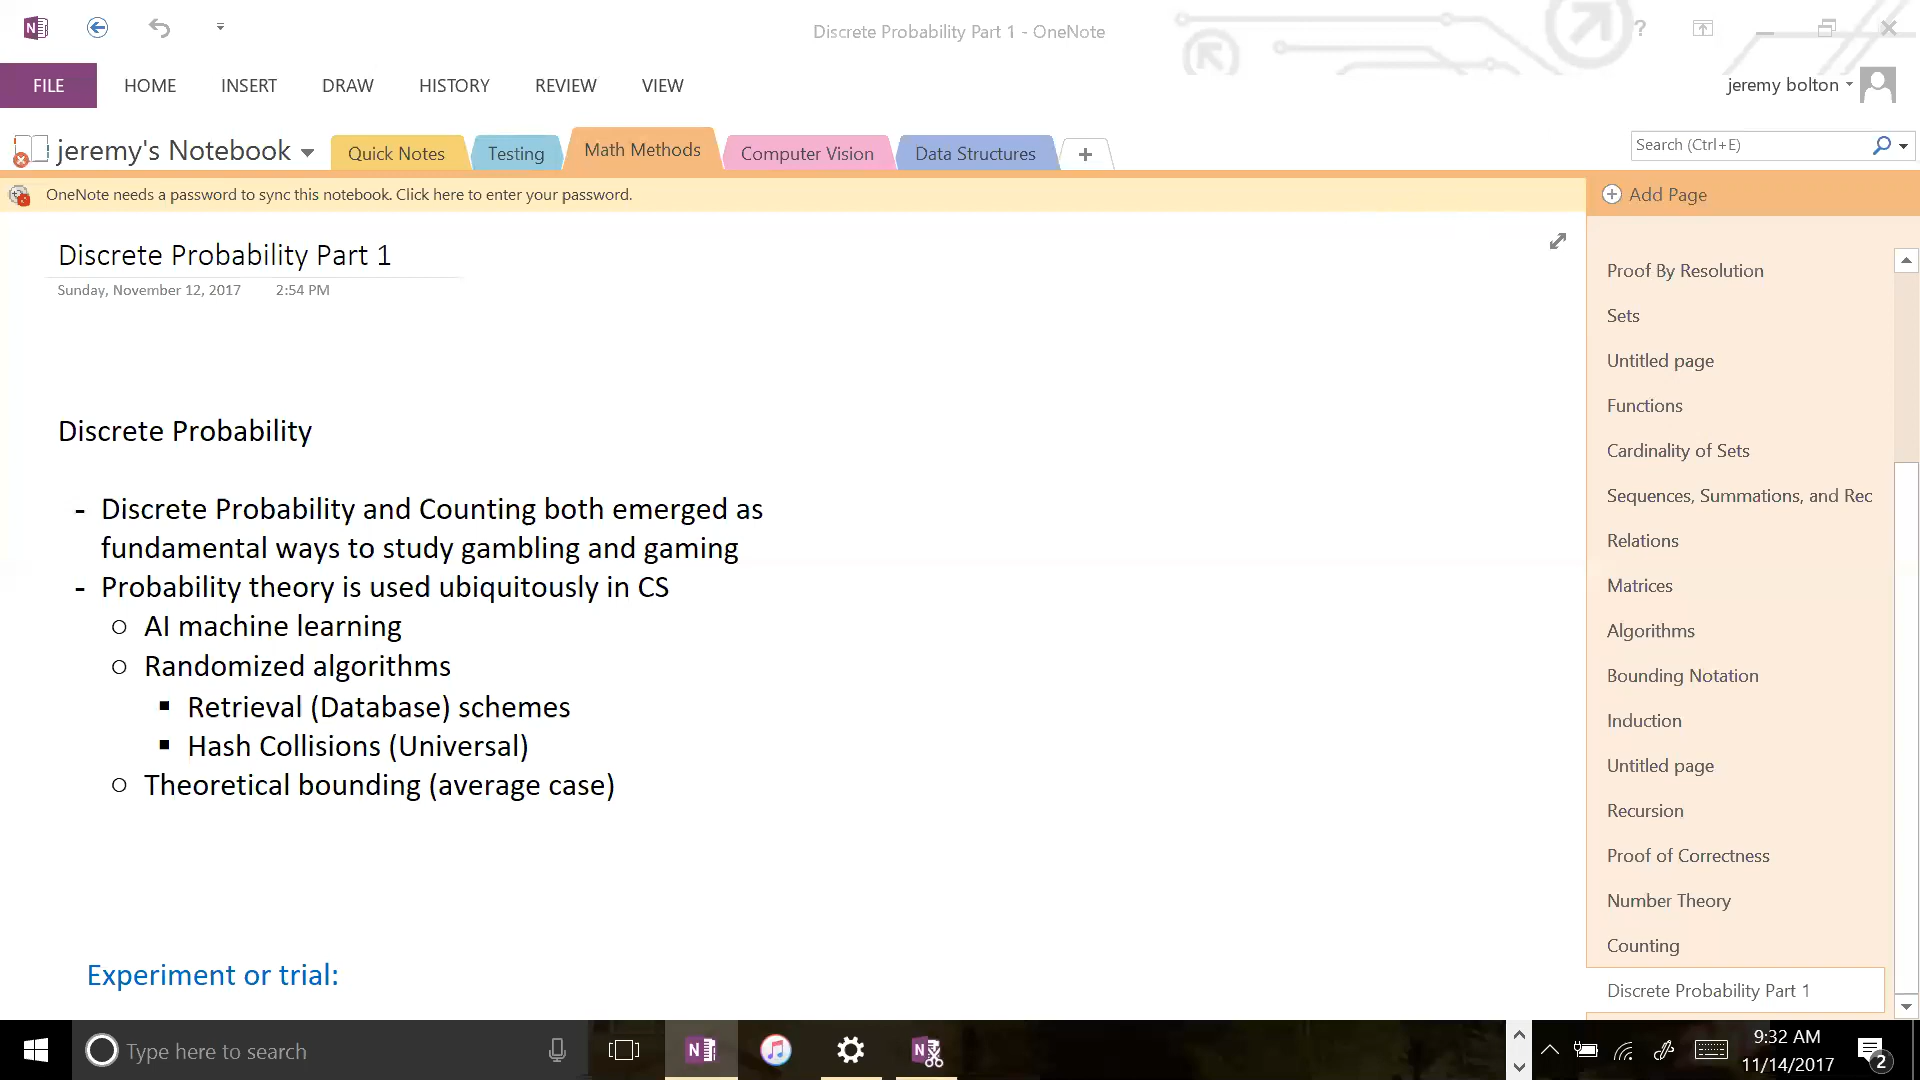 Discrete Probability Part 1 - OneNote
?
FILE HOME INSERT DRAW HISTORY REVIEW VIEW
jeremy bolton
jeremy's Notebook Quick Notes Testing Math Methods Computer Vision Data Structures +
Search (Ctrl+E)
OneNote needs a password to sync this notebook. Click here to enter your password.
Add Page
Discrete Probability Part 1
Sunday, November 12, 2017 2:54 PM
Discrete Probability
- Discrete Probability and Counting both emerged as
fundamental ways to study gambling and gaming
- Probability theory is used ubiquitously in CS
○ AI machine learning
○ Randomized algorithms
▪ Retrieval (Database) schemes
▪ Hash Collisions (Universal)
○ Theoretical bounding (average case)
Experiment or trial:
Proof By Resolution
Sets
Untitled page
Functions
Cardinality of Sets
Sequences, Summations, and Rec
Relations
Matrices
Algorithms
Bounding Notation
Induction
Untitled page
Recursion
Proof of Correctness
Number Theory
Counting
Discrete Probability Part 1
Type here to search
9:32 AM
11/14/2017
2